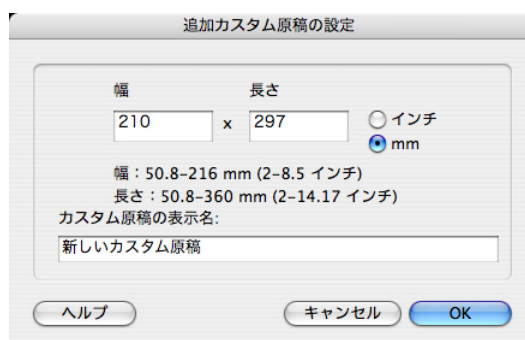 追加カスタム原稿の設定
幅 長さ
210 x 297 インチ
mm
幅：50.8–216 mm (2–8.5 インチ)
長さ：50.8–360 mm (2–14.17 インチ)
カスタム原稿の表示名:
新しいカスタム原稿
ヘルプ キャンセル OK